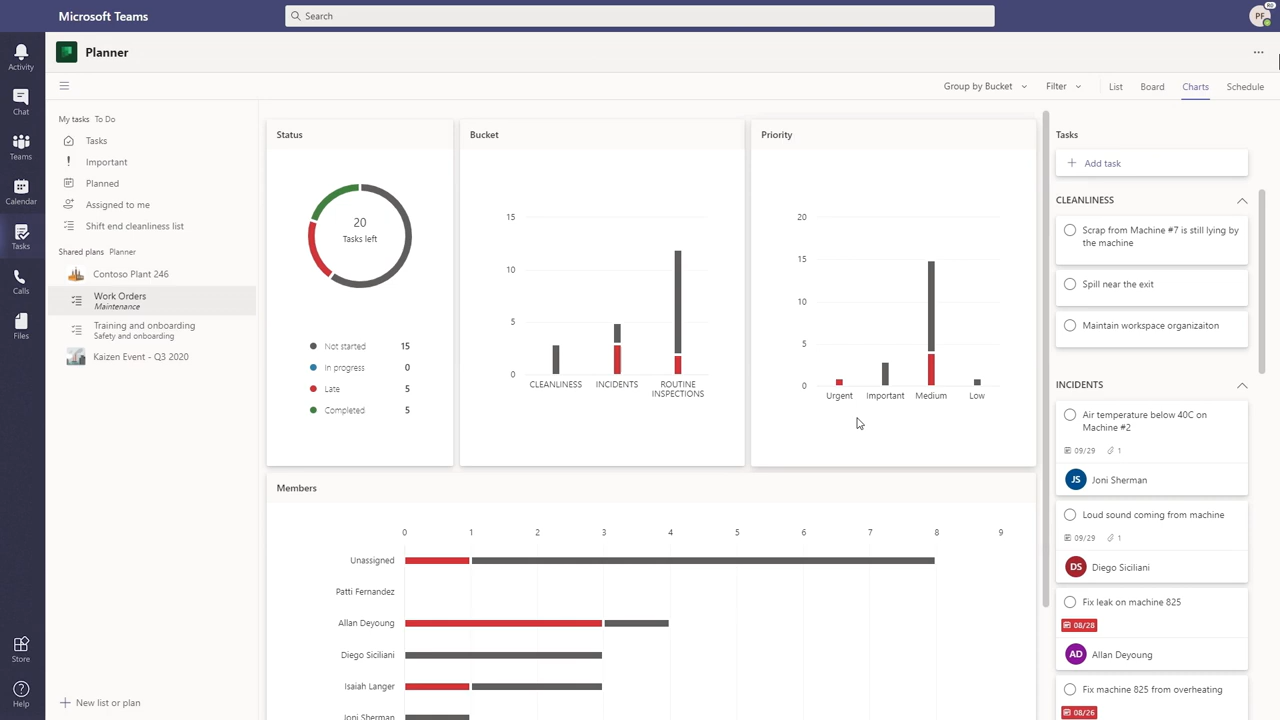 Microsoft Teams
Search
PF
Activity
Chat
Teams
Calendar
Tasks
Calls
Files
Store
Help
Planner
Group by Bucket
Filter
List
Board
Charts
Schedule
My tasks To Do
Tasks
Important
Planned
Assigned to me
Shift end cleanliness list
Shared plans Planner
Contoso Plant 246
Work Orders
Maintenance
Training and onboarding
Safety and onboarding
Kaizen Event - Q3 2020
New list or plan
Status
20
Tasks left
Not started 15
In progress 0
Late 5
Completed 5
Bucket
15
10
5
0
CLEANLINESS
INCIDENTS
ROUTINE
INSPECTIONS
Priority
20
15
10
5
0
Urgent
Important
Medium
Low
Members
0 1 2 3 4 5 6 7 8 9
Unassigned
Patti Fernandez
Allan Deyoung
Diego Siciliani
Isaiah Langer
Joni Sherman
Tasks
Add task
CLEANLINESS
Scrap from Machine #7 is still lying by
the machine
Spill near the exit
Maintain workspace organizaiton
INCIDENTS
Air temperature below 40C on
Machine #2
09/29 1
JS Joni Sherman
Loud sound coming from machine
09/29 1
DS Diego Siciliani
Fix leak on machine 825
08/28
AD Allan Deyoung
Fix machine 825 from overheating
08/26